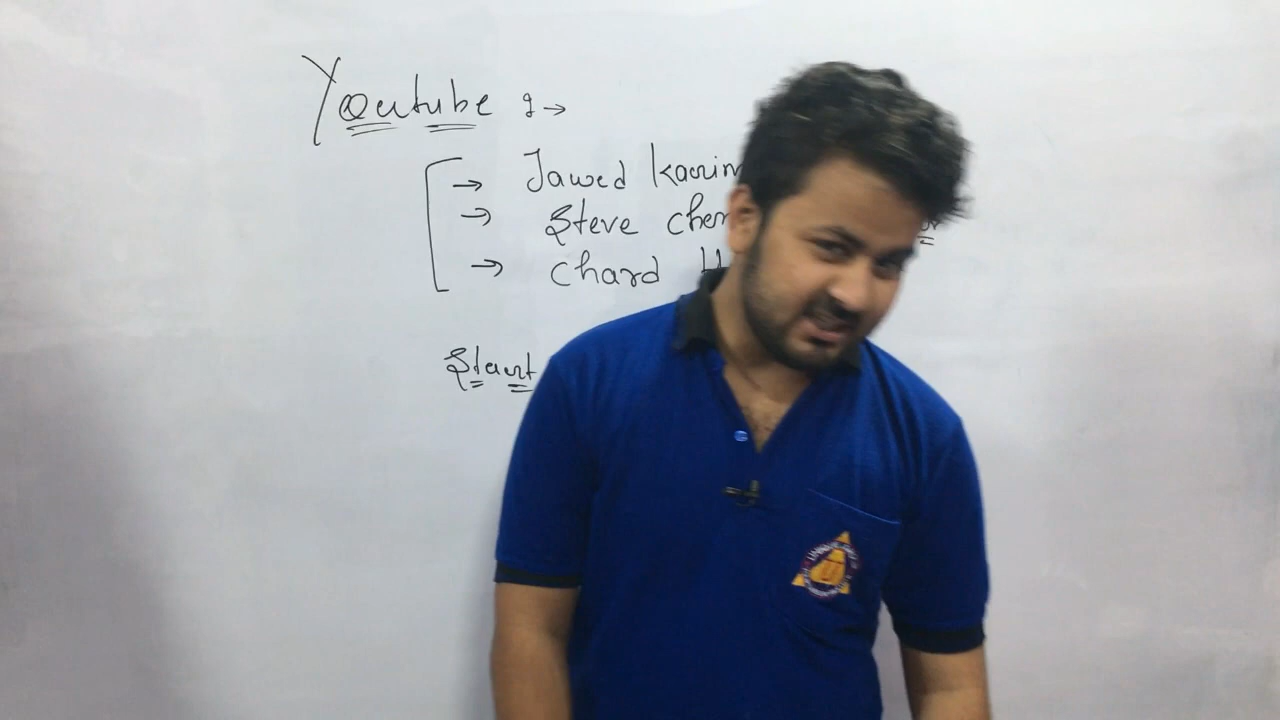 Youtube :→
→ Jawed Karim
→ Steve Chen
→ Chard H
Start